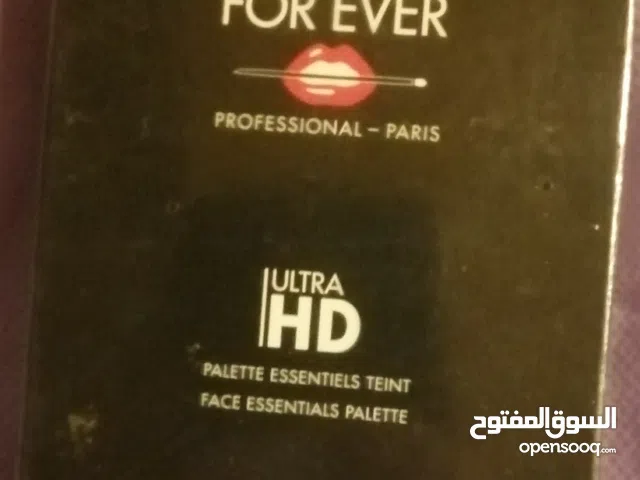 FOR EVER
PROFESSIONAL – PARIS
ULTRA
HD
PALETTE ESSENTIELS TEINT
FACE ESSENTIALS PALETTE
السوق المفتوح
opensooq.com